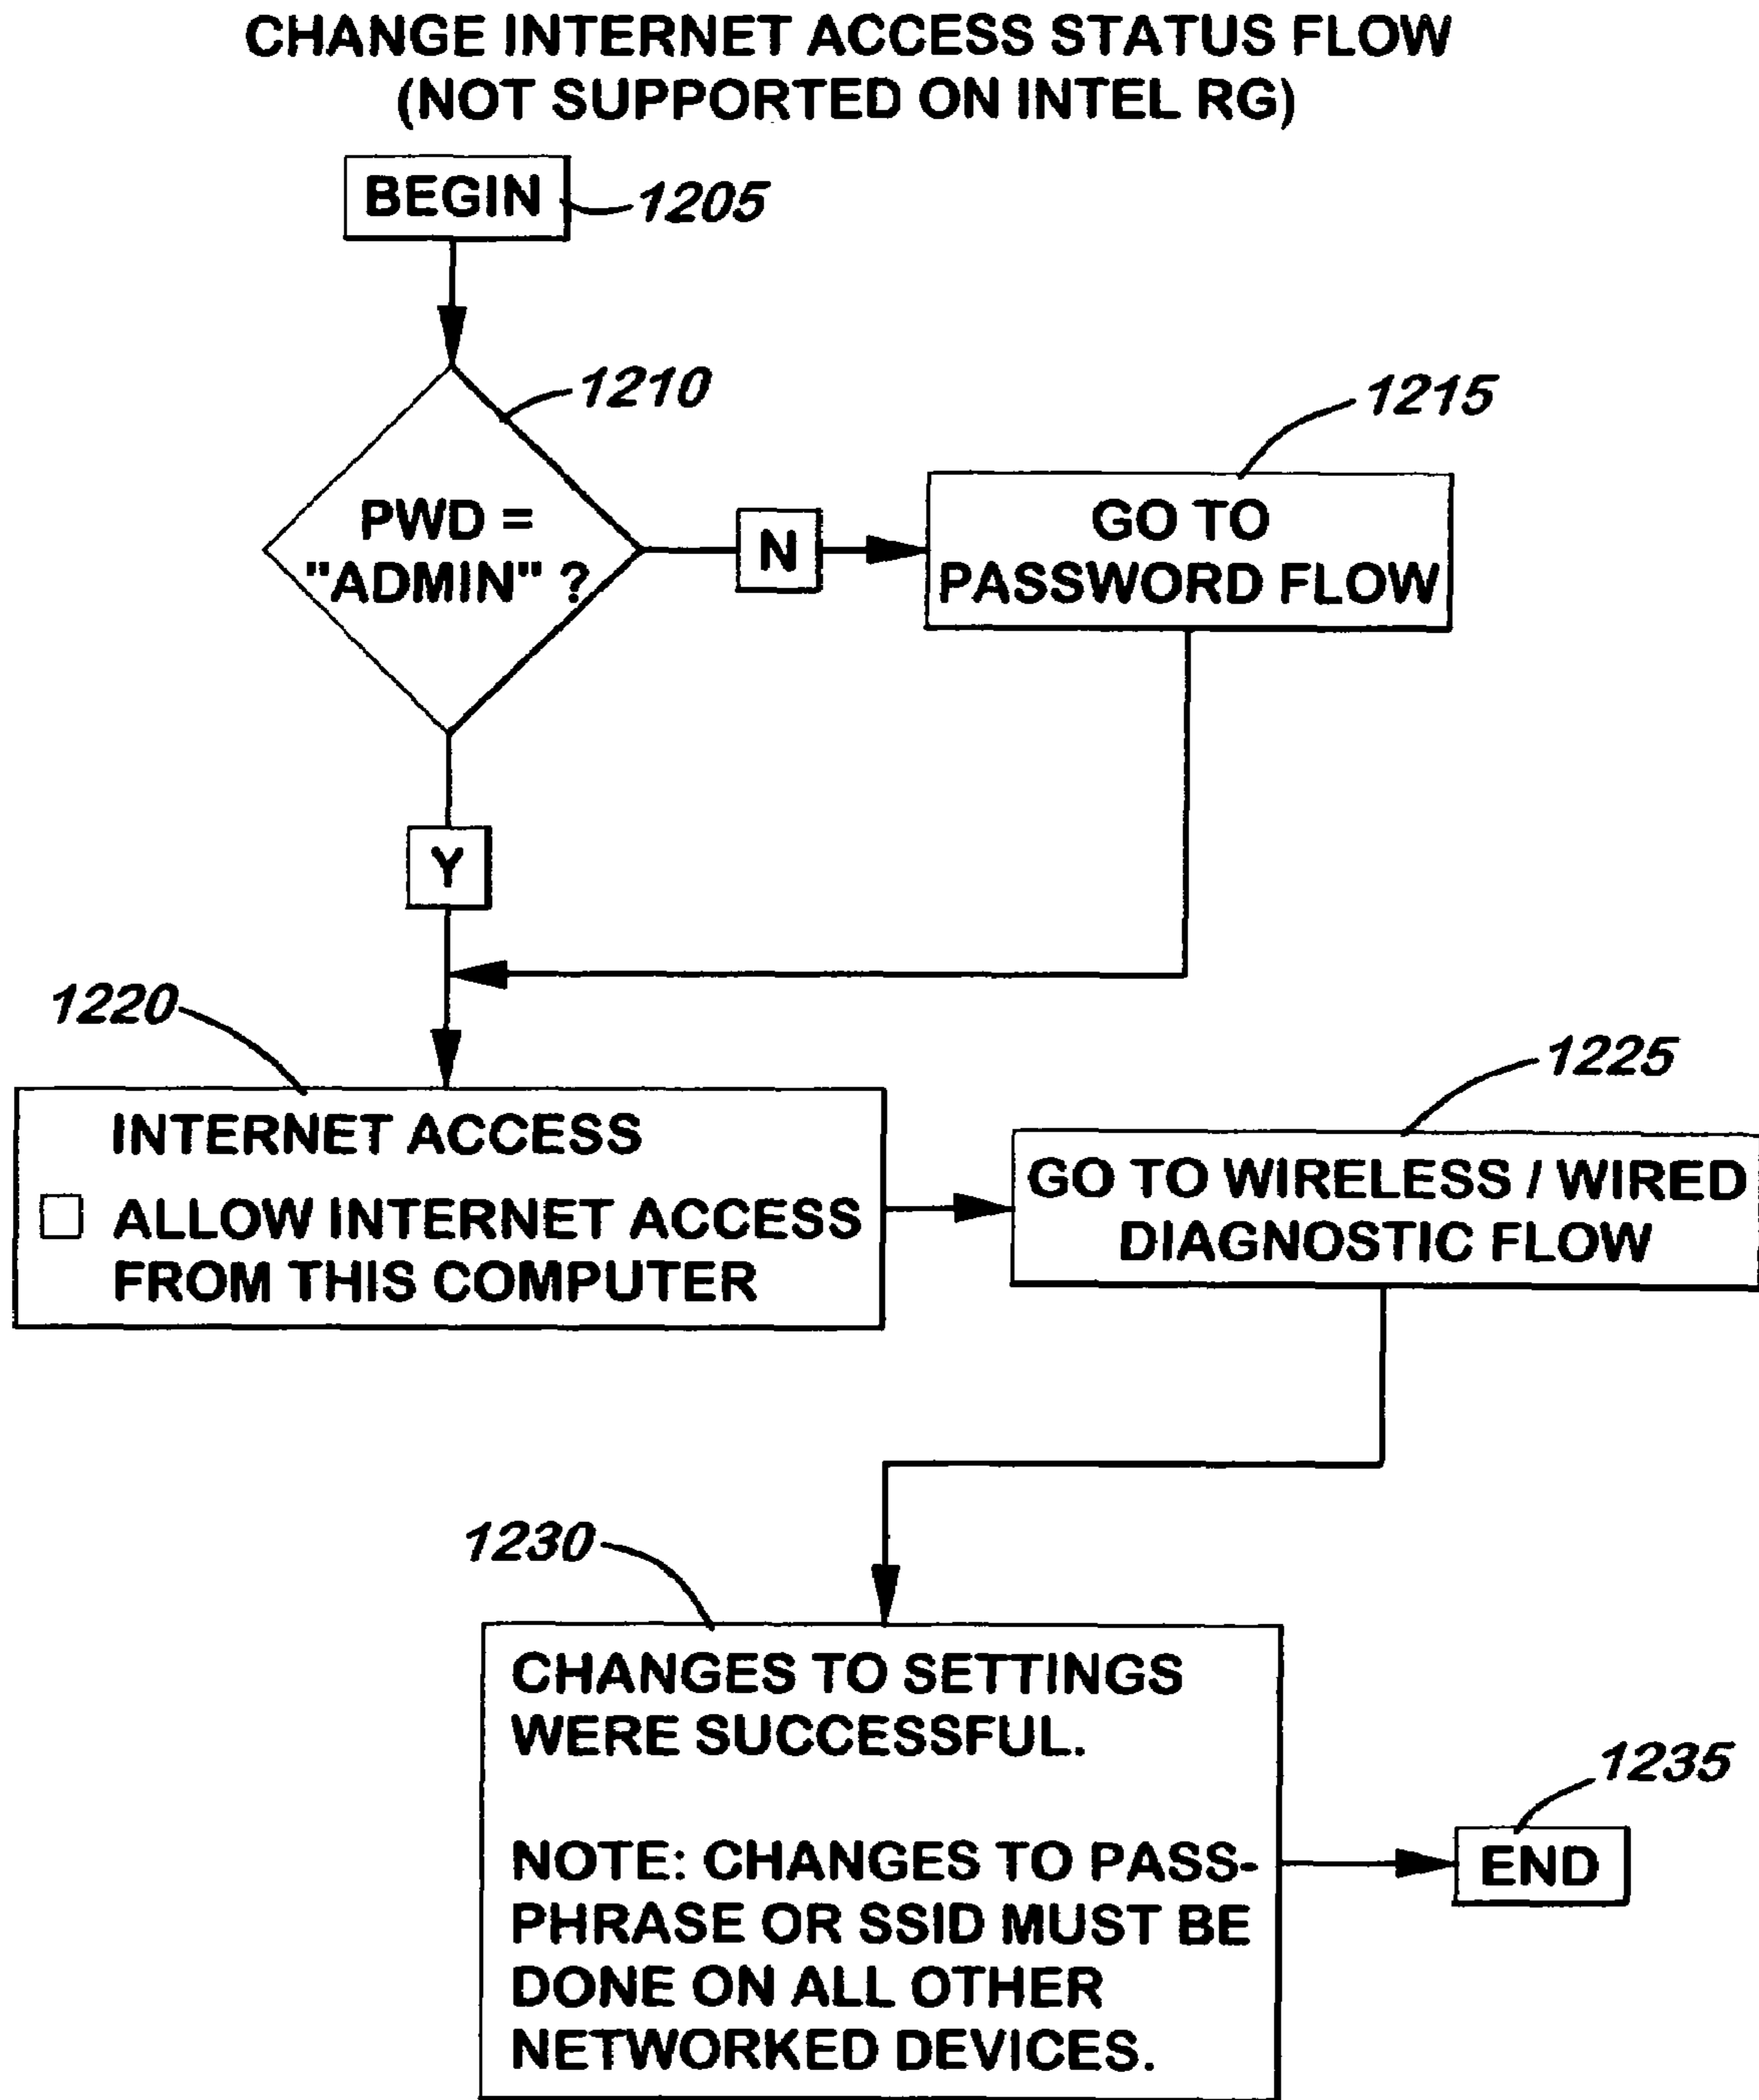 CHANGE INTERNET ACCESS STATUS FLOW
(NOT SUPPORTED ON INTEL RG)
BEGIN
1205
1210
1215
PWD =
"ADMIN" ?
N
GO TO
PASSWORD FLOW
Y
1220
1225
INTERNET ACCESS
ALLOW INTERNET ACCESS
FROM THIS COMPUTER
GO TO WIRELESS / WIRED
DIAGNOSTIC FLOW
1230
CHANGES TO SETTINGS
WERE SUCCESSFUL.
NOTE: CHANGES TO PASS-
PHRASE OR SSID MUST BE
DONE ON ALL OTHER
NETWORKED DEVICES.
1235
END